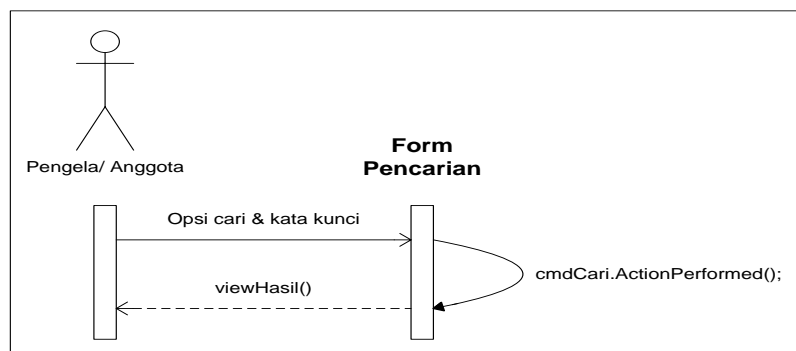 Pengela/ Anggota
Form
Pencarian
Opsi cari & kata kunci
cmdCari.ActionPerformed();
viewHasil()